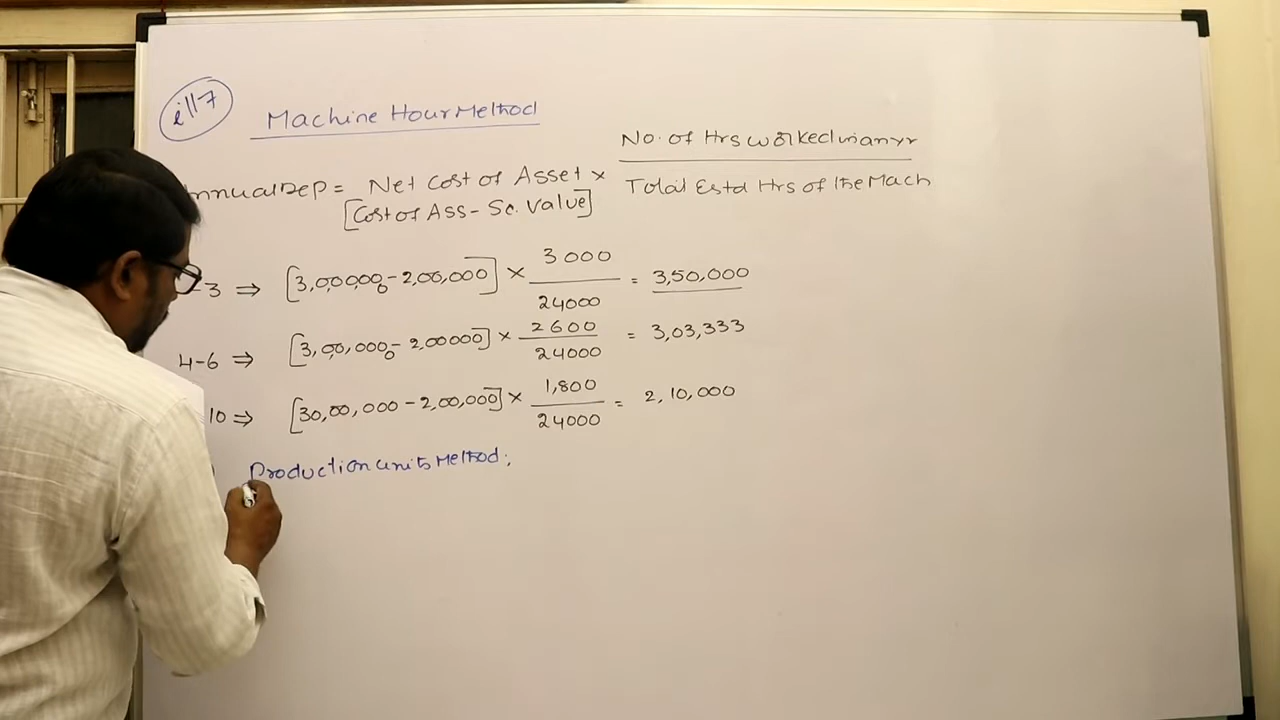 ill 7
Machine Hour Method
nnual Dep = Net Cost of Asset × No. of Hrs worked in an yr
[Cost of Ass - Sc. Value] Total Estd Hrs of the Mach
-3 ⇒ [3,00,000 - 2,00,000] × 3000 / 24000 = 3,50,000
4-6 ⇒ [3,00,000 - 2,00000] × 2600 / 24000 = 3,03,333
10 ⇒ [30,00,000 - 2,00,000] × 1,800 / 24000 = 2,10,000
Production units Method;